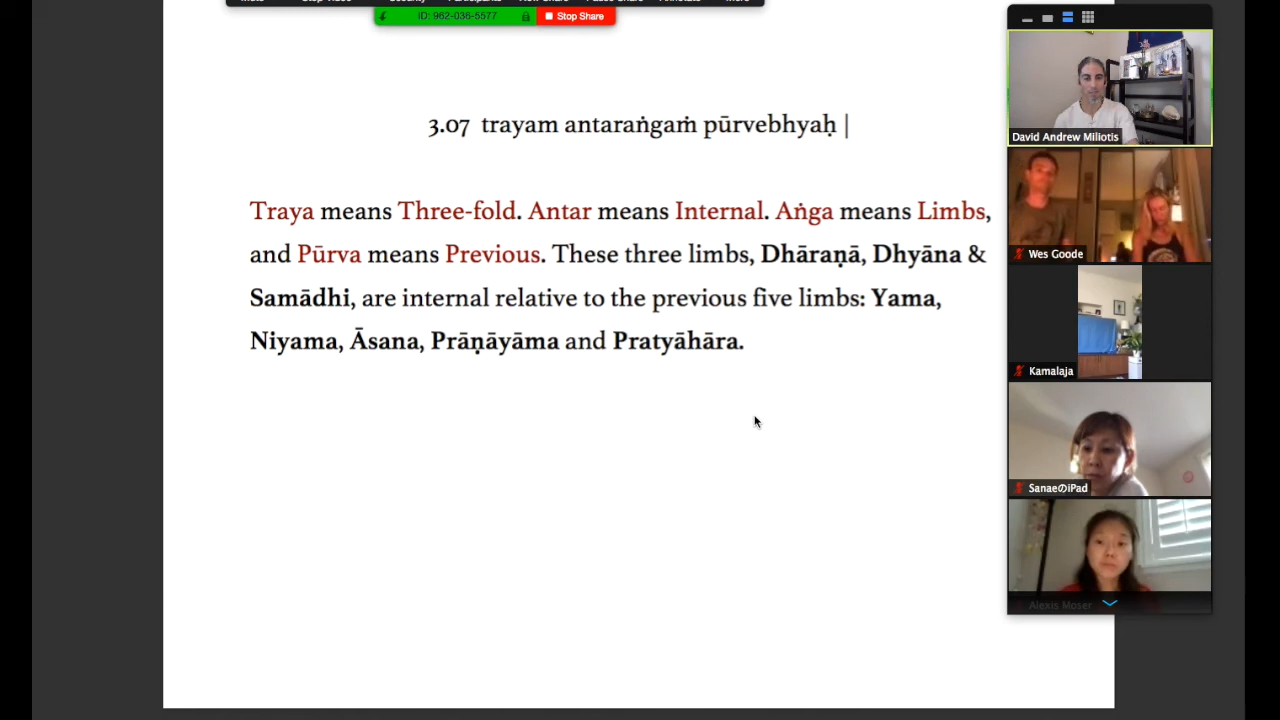 ID: 962-036-5577
Stop Share
3.07 trayam antaraṅgaṁ pūrvebhyaḥ |
Traya means Three-fold. Antar means Internal. Aṅga means Limbs,
and Pūrva means Previous. These three limbs, Dhāraṇā, Dhyāna &
Samādhi, are internal relative to the previous five limbs: Yama,
Niyama, Āsana, Prāṇāyāma and Pratyāhāra.
David Andrew Miliotis
Wes Goode
Kamalaja
SanaeのiPad
Alexis Moser